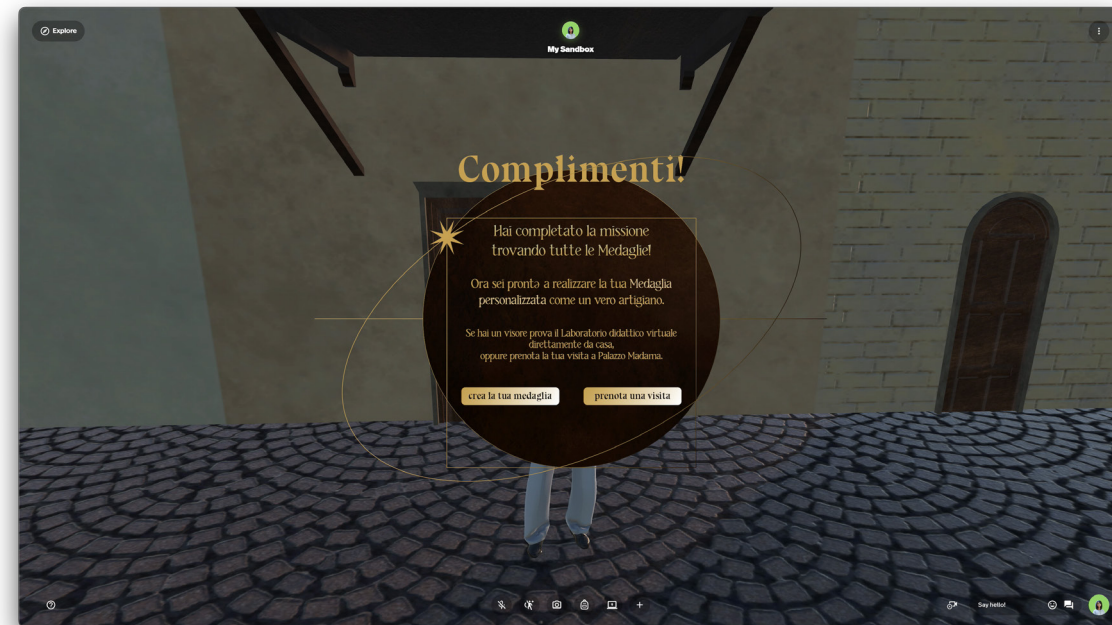 Explore
My Sandbox
Complimenti!
Hai completato la missione
trovando tutte le Medaglie!
Ora sei prontə a realizzare la tua Medaglia
personalizzata come un vero artigiano.
Se hai un visore prova il Laboratorio didattico virtuale
direttamente da casa,
oppure prenota la tua visita a Palazzo Madama.
crea la tua medaglia
prenota una visita
Say hello!